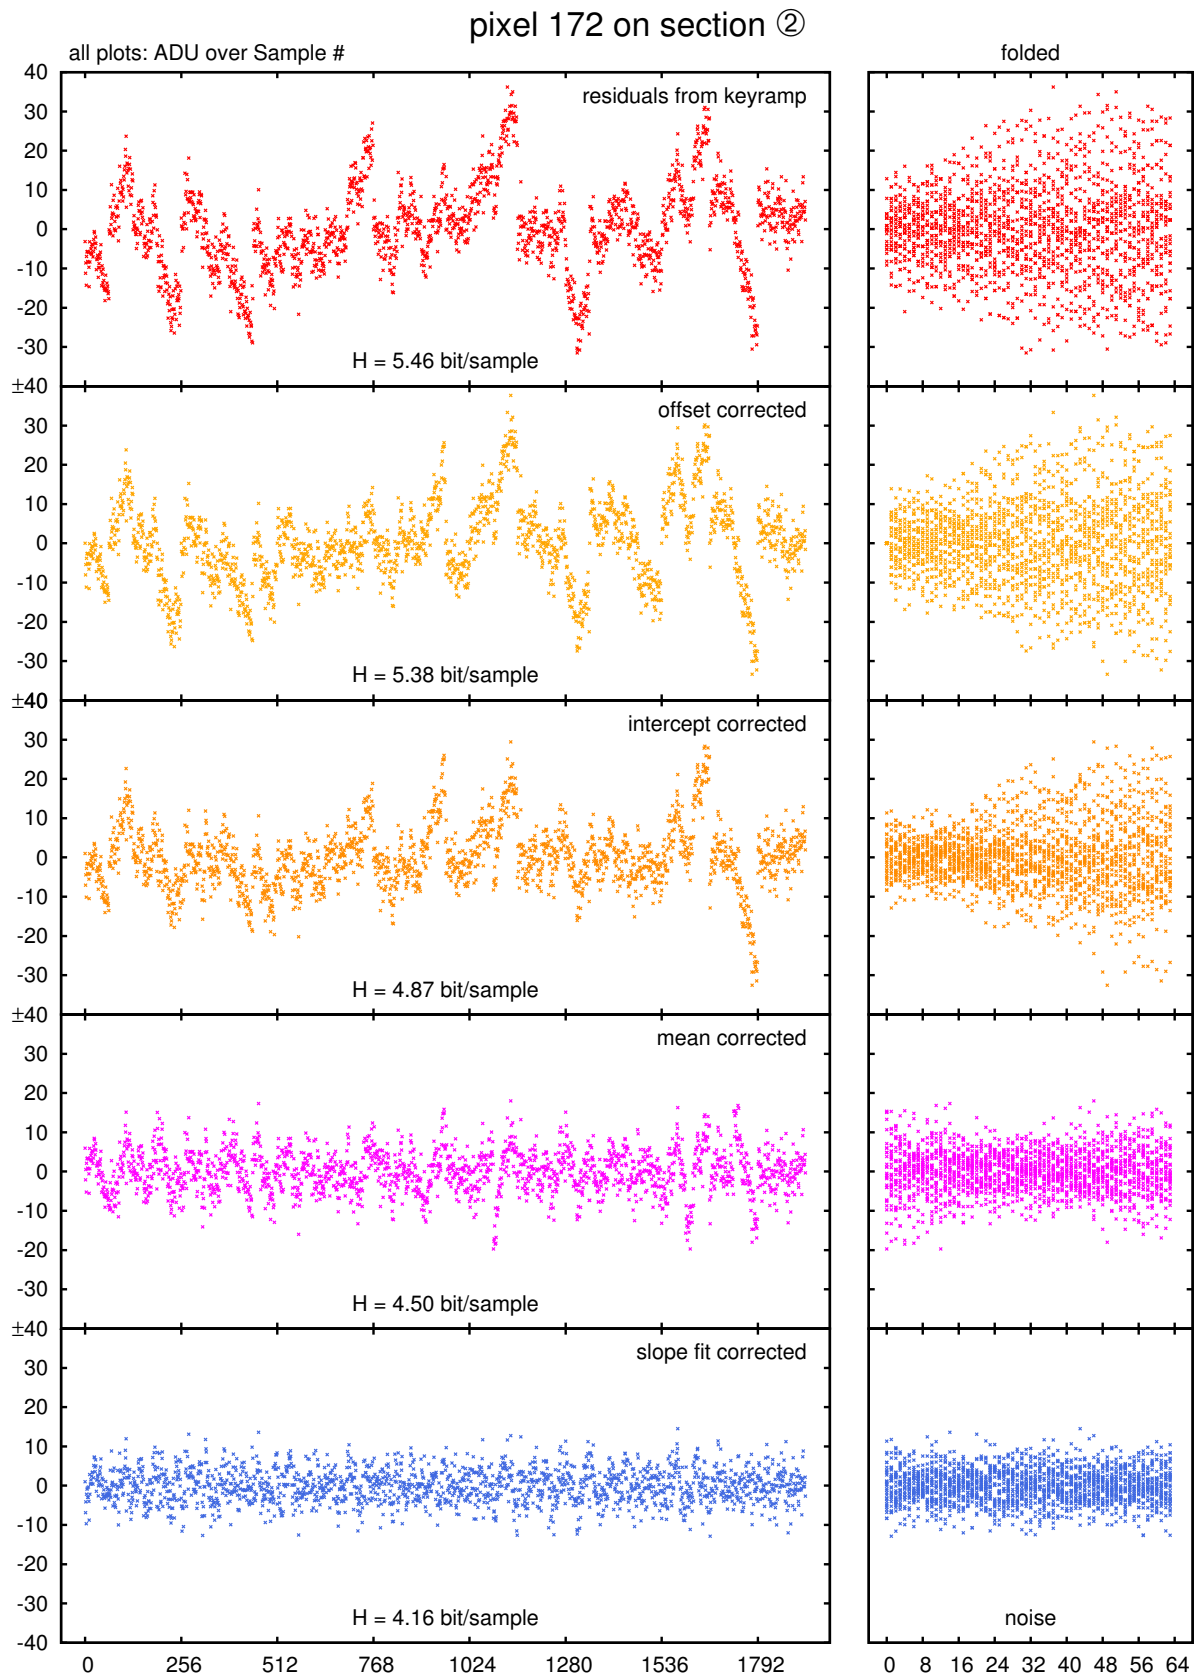 pixel 172 on section ②
all plots: ADU over Sample #
folded
40
30
20
10
0
-10
-20
-30
±40
residuals from keyramp
H = 5.46 bit/sample
30
20
10
0
-10
-20
-30
±40
offset corrected
H = 5.38 bit/sample
30
20
10
0
-10
-20
-30
±40
intercept corrected
H = 4.87 bit/sample
30
20
10
0
-10
-20
-30
±40
mean corrected
H = 4.50 bit/sample
30
20
10
0
-10
-20
-30
-40
slope fit corrected
H = 4.16 bit/sample
noise
0 256 512 768 1024 1280 1536 1792
0 8 16 24 32 40 48 56 64